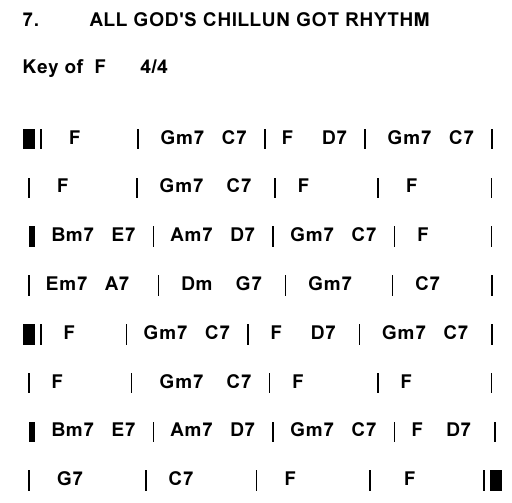 7. ALL GOD'S CHILLUN GOT RHYTHM
Key of F 4/4
| F | Gm7 C7 | F D7 | Gm7 C7 |
| F | Gm7 C7 | F | F |
| Bm7 E7 | Am7 D7 | Gm7 C7 | F |
| Em7 A7 | Dm G7 | Gm7 | C7 |
| F | Gm7 C7 | F D7 | Gm7 C7 |
| F | Gm7 C7 | F | F |
| Bm7 E7 | Am7 D7 | Gm7 C7 | F D7 |
| G7 | C7 | F | F |